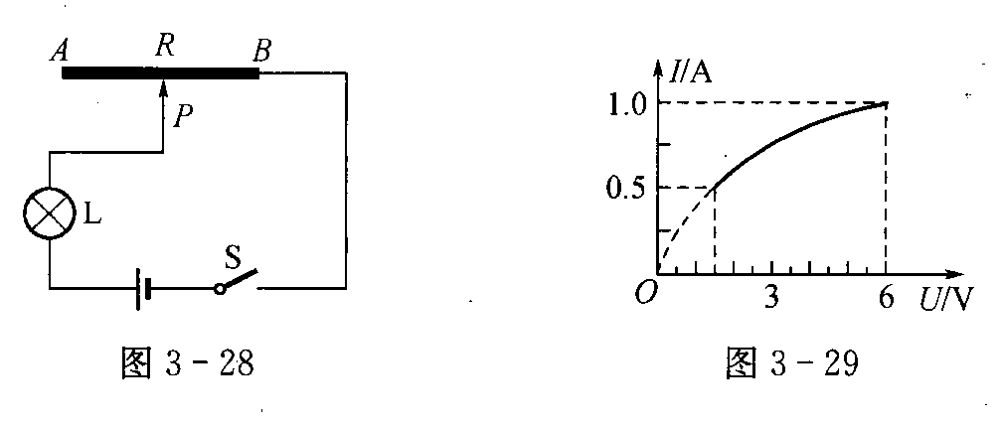 A R B
P
L
S
图 3-28
I/A
1.0
0.5
O 3 6 U/V
图 3-29